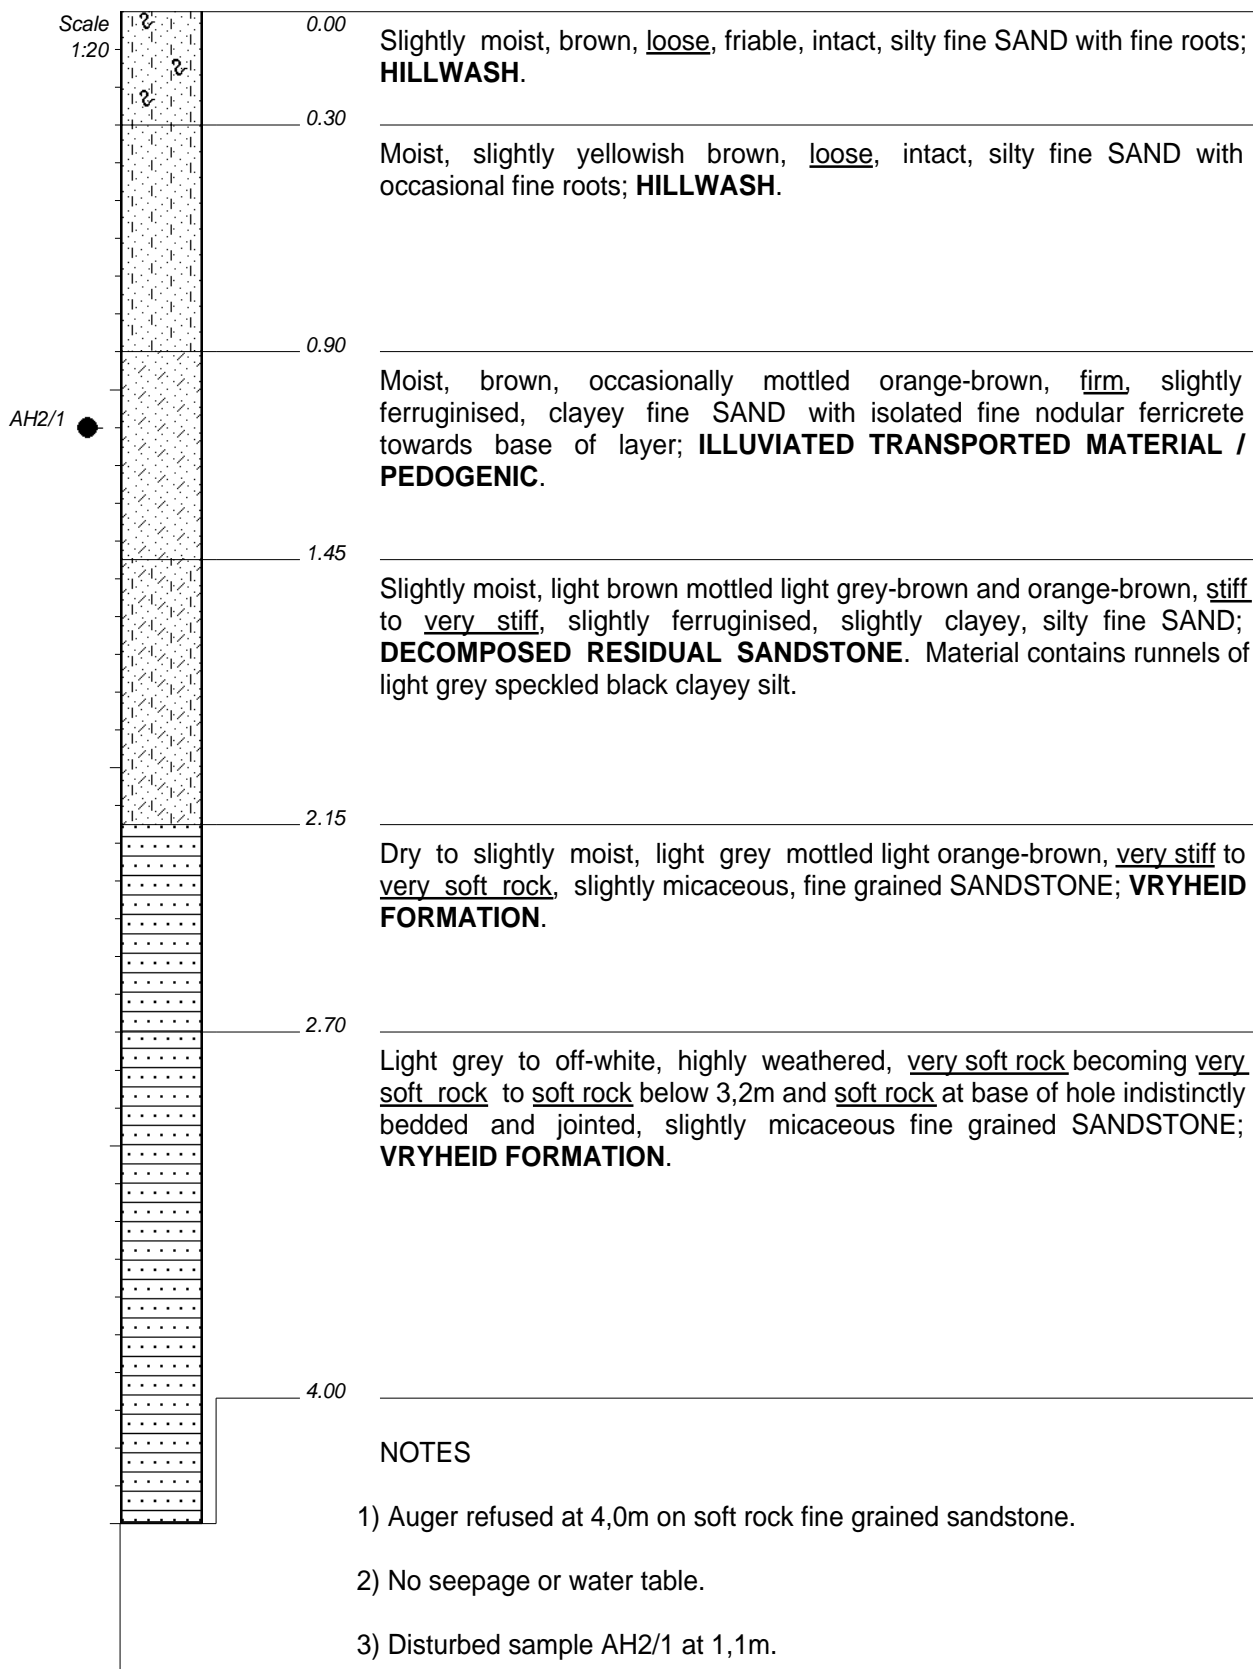 Scale
1:20
0.00
Slightly moist, brown, loose, friable, intact, silty fine SAND with fine roots;
HILLWASH.
0.30
Moist, slightly yellowish brown, loose, intact, silty fine SAND with
occasional fine roots; HILLWASH.
0.90
Moist, brown, occasionally mottled orange-brown, firm, slightly
ferruginised, clayey fine SAND with isolated fine nodular ferricrete
towards base of layer; ILLUVIATED TRANSPORTED MATERIAL /
PEDOGENIC.
AH2/1
1.45
Slightly moist, light brown mottled light grey-brown and orange-brown, stiff
to very stiff, slightly ferruginised, slightly clayey, silty fine SAND;
DECOMPOSED RESIDUAL SANDSTONE. Material contains runnels of
light grey speckled black clayey silt.
2.15
Dry to slightly moist, light grey mottled light orange-brown, very stiff to
very soft rock, slightly micaceous, fine grained SANDSTONE; VRYHEID
FORMATION.
2.70
Light grey to off-white, highly weathered, very soft rock becoming very
soft rock to soft rock below 3,2m and soft rock at base of hole indistinctly
bedded and jointed, slightly micaceous fine grained SANDSTONE;
VRYHEID FORMATION.
4.00
NOTES
1) Auger refused at 4,0m on soft rock fine grained sandstone.
2) No seepage or water table.
3) Disturbed sample AH2/1 at 1,1m.